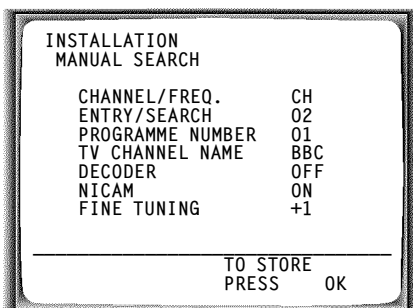 INSTALLATION
MANUAL SEARCH
CHANNEL/FREQ. CH
ENTRY/SEARCH 02
PROGRAMME NUMBER 01
TV CHANNEL NAME BBC
DECODER OFF
NICAM ON
FINE TUNING +1
TO STORE
PRESS OK